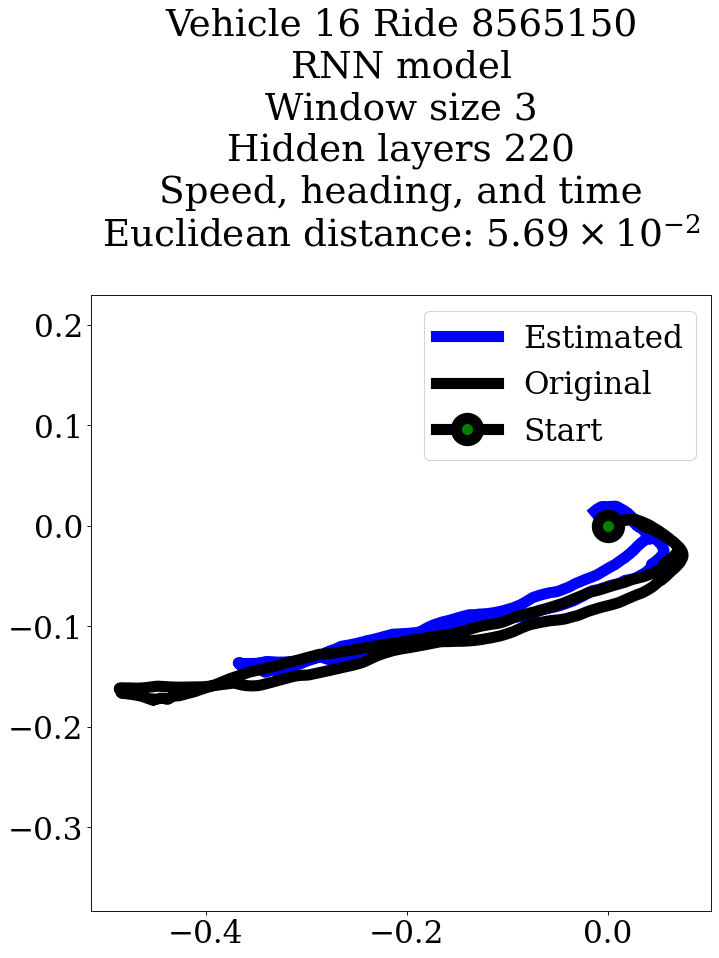 Vehicle 16 Ride 8565150
RNN model
Window size 3
Hidden layers 220
Speed, heading, and time
Euclidean distance: 5.69 × 10⁻²
Estimated
Original
Start
0.2
0.1
0.0
−0.1
−0.2
−0.3
−0.4
−0.2
0.0